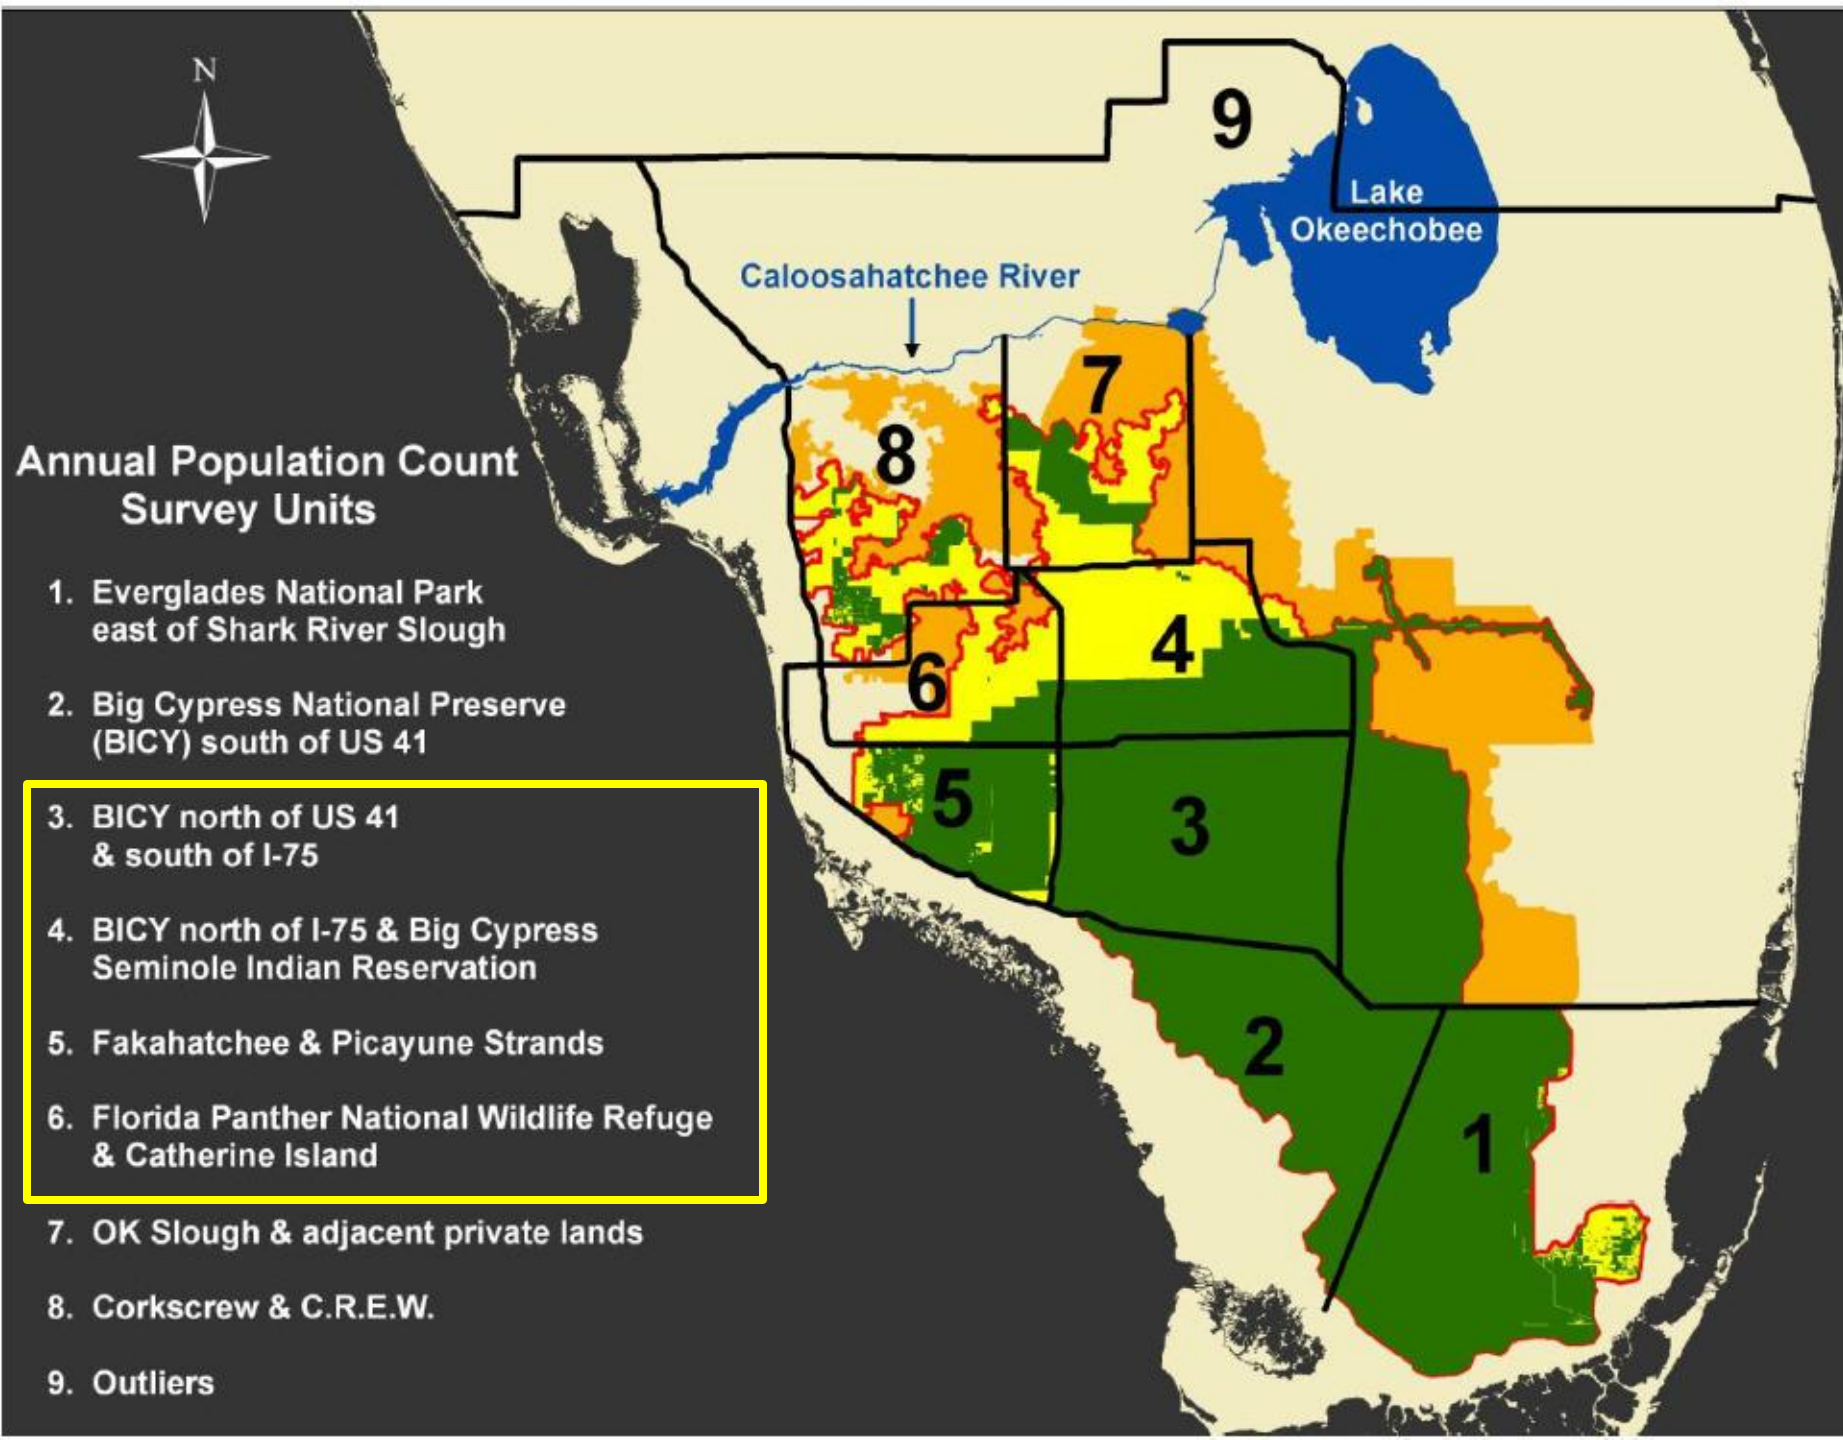 N
9
Lake
Okeechobee
Caloosahatchee River
7
8
Annual Population Count
Survey Units
1. Everglades National Park
east of Shark River Slough
4
6
2. Big Cypress National Preserve
(BICY) south of US 41
5
3
3. BICY north of US 41
& south of I-75
4. BICY north of I-75 & Big Cypress
Seminole Indian Reservation
2
5. Fakahatchee & Picayune Strands
1
6. Florida Panther National Wildlife Refuge
& Catherine Island
7. OK Slough & adjacent private lands
8. Corkscrew & C.R.E.W.
9. Outliers